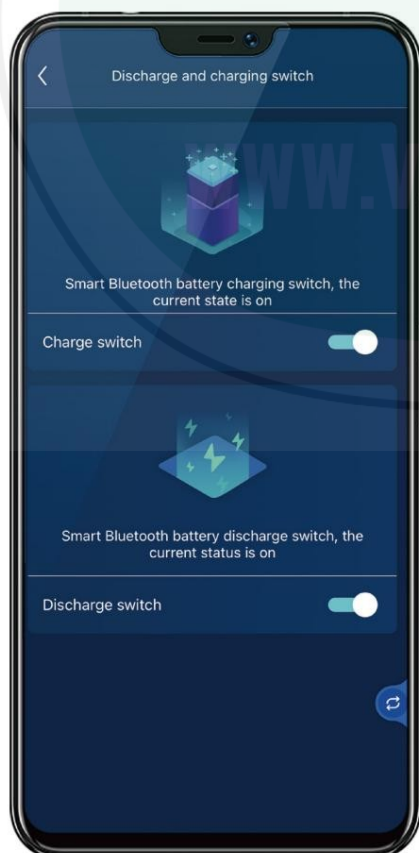 Discharge and charging switch
WWW.V
Smart Bluetooth battery charging switch, the
current state is on
Charge switch
Smart Bluetooth battery discharge switch, the
current status is on
Discharge switch